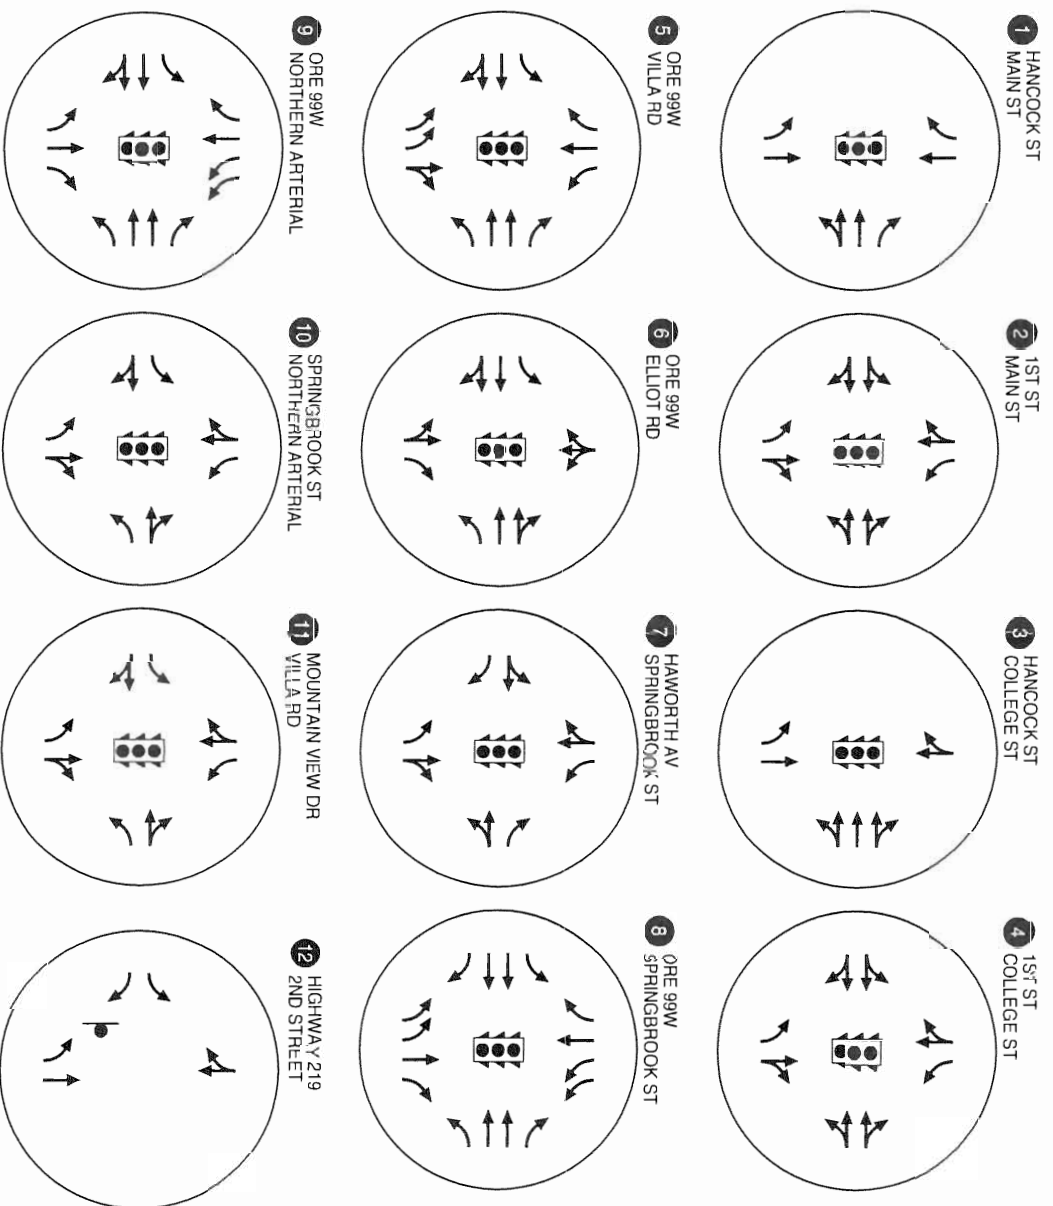 1 HANCOCK ST
MAIN ST
2 1ST ST
MAIN ST
3 HANCOCK ST
COLLEGE ST
4 1ST ST
COLLEGE ST
5 ORE 99W
VILLA RD
6 ORE 99W
ELLIOT RD
7 HAWORTH AV
SPRINGBROOK ST
8 ORE 99W
SPRINGBROOK ST
9 ORE 99W
NORTHERN ARTERIAL
10 SPRINGBROOK ST
NORTHERN ARTERIAL
11 MOUNTAIN VIEW DR
VILLA RD
12 HIGHWAY 219
2ND STREET